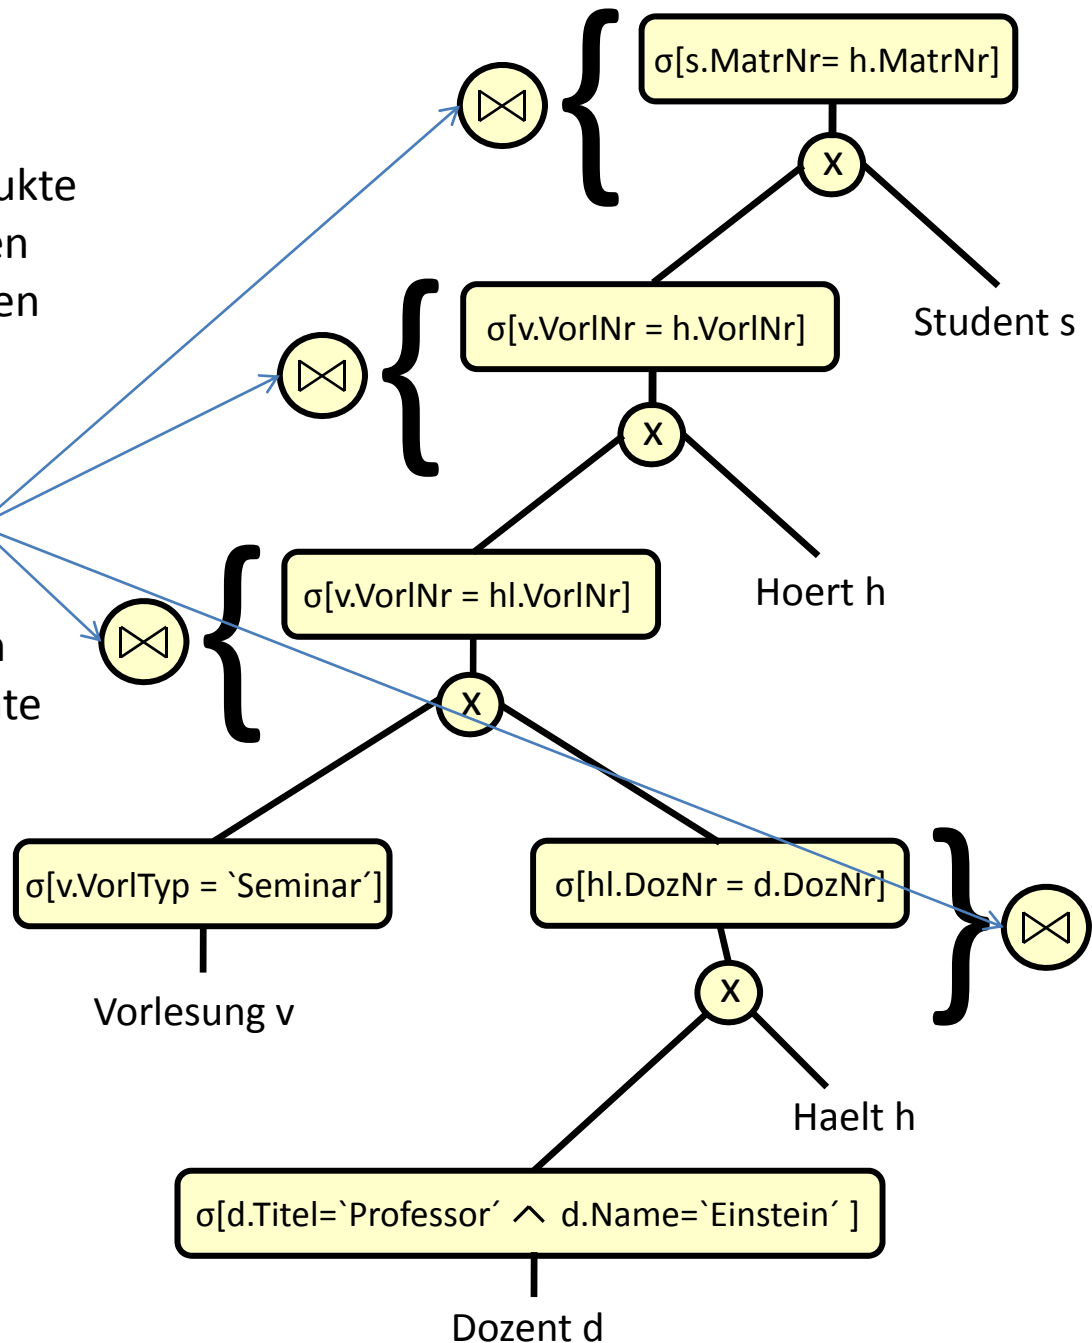 σ[s.MatrNr= h.MatrNr]
⋈
X
ukte
en
en
Student s
σ[v.VorlNr = h.VorlNr]
⋈
X
Hoert h
σ[v.VorlNr = hl.VorlNr]
⋈
n
te
X
σ[v.VorlTyp = `Seminar´]
σ[hl.DozNr = d.DozNr]
⋈
Vorlesung v
X
Haelt h
σ[d.Titel=`Professor´ ∧ d.Name=`Einstein´ ]
Dozent d